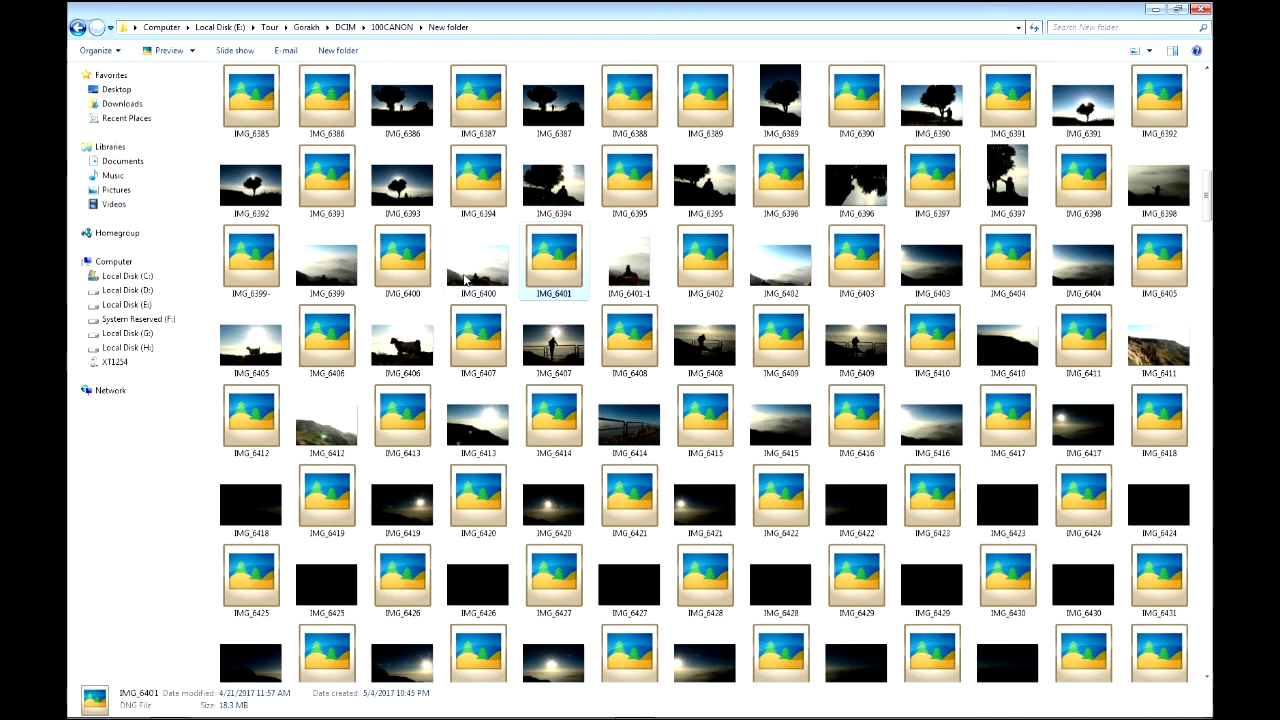 Computer Local Disk (E:) Tour Gorakh DCIM 100CANON New folder Search New folder
Organize Preview Slide show E-mail New folder
Favorites
Desktop
Downloads
Recent Places
Libraries
Documents
Music
Pictures
Videos
Homegroup
Computer
Local Disk (C:)
Local Disk (D:)
Local Disk (E:)
System Reserved (F:)
Local Disk (G:)
Local Disk (H:)
XT1254
Network
IMG_6385 IMG_6386 IMG_6386 IMG_6387 IMG_6387 IMG_6388 IMG_6389 IMG_6389 IMG_6390 IMG_6390 IMG_6391 IMG_6391 IMG_6392
IMG_6392 IMG_6393 IMG_6393 IMG_6394 IMG_6394 IMG_6395 IMG_6395 IMG_6396 IMG_6396 IMG_6397 IMG_6397 IMG_6398 IMG_6398
IMG_6399- IMG_6399 IMG_6400 IMG_6400 IMG_6401 IMG_6401-1 IMG_6402 IMG_6402 IMG_6403 IMG_6403 IMG_6404 IMG_6404 IMG_6405
IMG_6405 IMG_6406 IMG_6406 IMG_6407 IMG_6407 IMG_6408 IMG_6408 IMG_6409 IMG_6409 IMG_6410 IMG_6410 IMG_6411 IMG_6411
IMG_6412 IMG_6412 IMG_6413 IMG_6413 IMG_6414 IMG_6414 IMG_6415 IMG_6415 IMG_6416 IMG_6416 IMG_6417 IMG_6417 IMG_6418
IMG_6418 IMG_6419 IMG_6419 IMG_6420 IMG_6420 IMG_6421 IMG_6421 IMG_6422 IMG_6422 IMG_6423 IMG_6423 IMG_6424 IMG_6424
IMG_6425 IMG_6425 IMG_6426 IMG_6426 IMG_6427 IMG_6427 IMG_6428 IMG_6428 IMG_6429 IMG_6429 IMG_6430 IMG_6430 IMG_6431
IMG_6401 Date modified: 4/21/2017 11:57 AM Date created: 5/4/2017 10:45 PM
DNG File Size: 18.3 MB